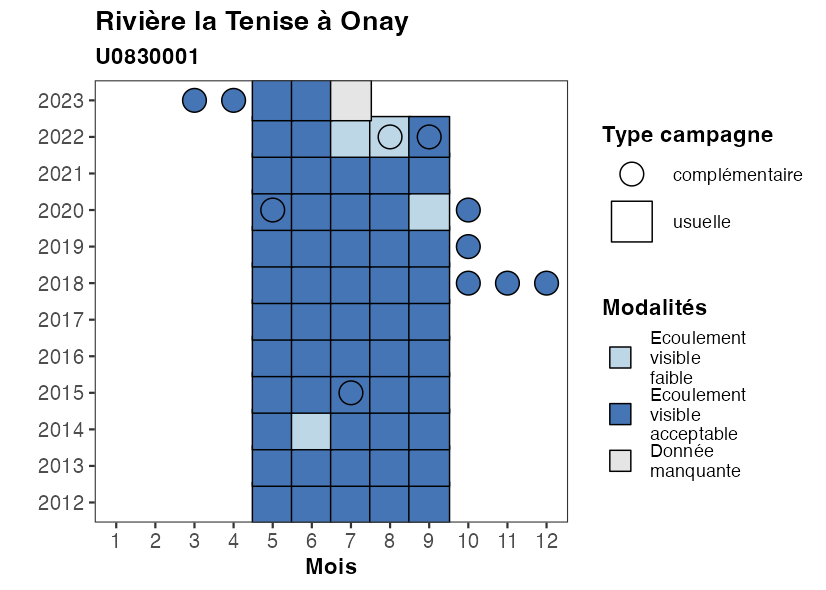 Rivière la Tenise à Onay
U0830001
2023
2022
2021
2020
2019
2018
2017
2016
2015
2014
2013
2012
1 2 3 4 5 6 7 8 9 10 11 12
Mois
Type campagne
complémentaire
usuelle
Modalités
Ecoulement
visible
faible
Ecoulement
visible
acceptable
Donnée
manquante